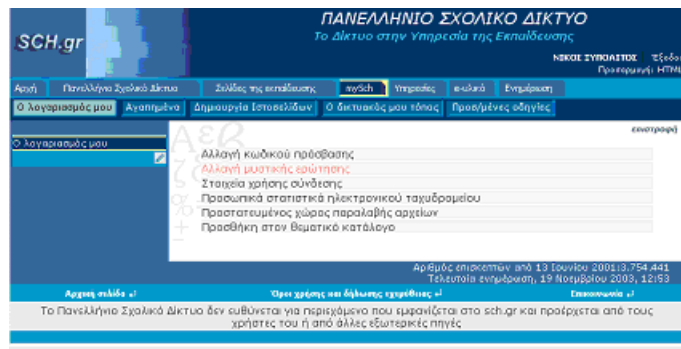 ΠΑΝΕΛΛΗΝΙΟ ΣΧΟΛΙΚΟ ΔΙΚΤΥΟ
SCH.gr
Το Δίκτυο στην Υπηρεσία της Εκπαίδευσης
Αρχή Πανελλήνιο Σχολικό Δίκτυο Σελίδες της εκπαίδευσης mySch Υπηρεσίες e-υλικό Ενημέρωση
Ο λογαριασμός μου Αγαπημένα Δημιουργία Ιστοσελίδων Ο δικτυακός μου τόπος Προσ/μένες οδηγίες
επιστροφή
Ο λογαριασμός μου
Αλλαγή κωδικού πρόσβασης
Αλλαγή μυστικής ερώτησης
Στοιχεία χρήσης σύνδεσης
Προσωπικά στατιστικά ηλεκτρονικού ταχυδρομείου
Προστατευμένος χώρος παραλαβής αρχείων
Προσθήκη στον θεματικό κατάλογο
Αριθμός επισκεπτών από 13 Ιουνίου 2001:3.754.441
Τελευταία ενημέρωση, 19 Νοεμβρίου 2003, 12:53
Αρχική σελίδα Όροι χρήσης και δήλωσης εχεμύθειας Επικοινωνία
Το Πανελλήνιο Σχολικό Δίκτυο δεν ευθύνεται για περιεχόμενο που εμφανίζεται στο sch.gr και προέρχεται από τους
χρήστες του ή από άλλες εξωτερικές πηγές